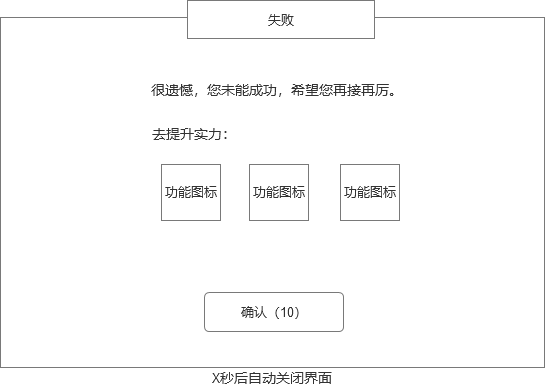 失败
很遗憾，您未能成功，希望您再接再厉。
去提升实力：
功能图标 功能图标 功能图标
确认（10）
X秒后自动关闭界面